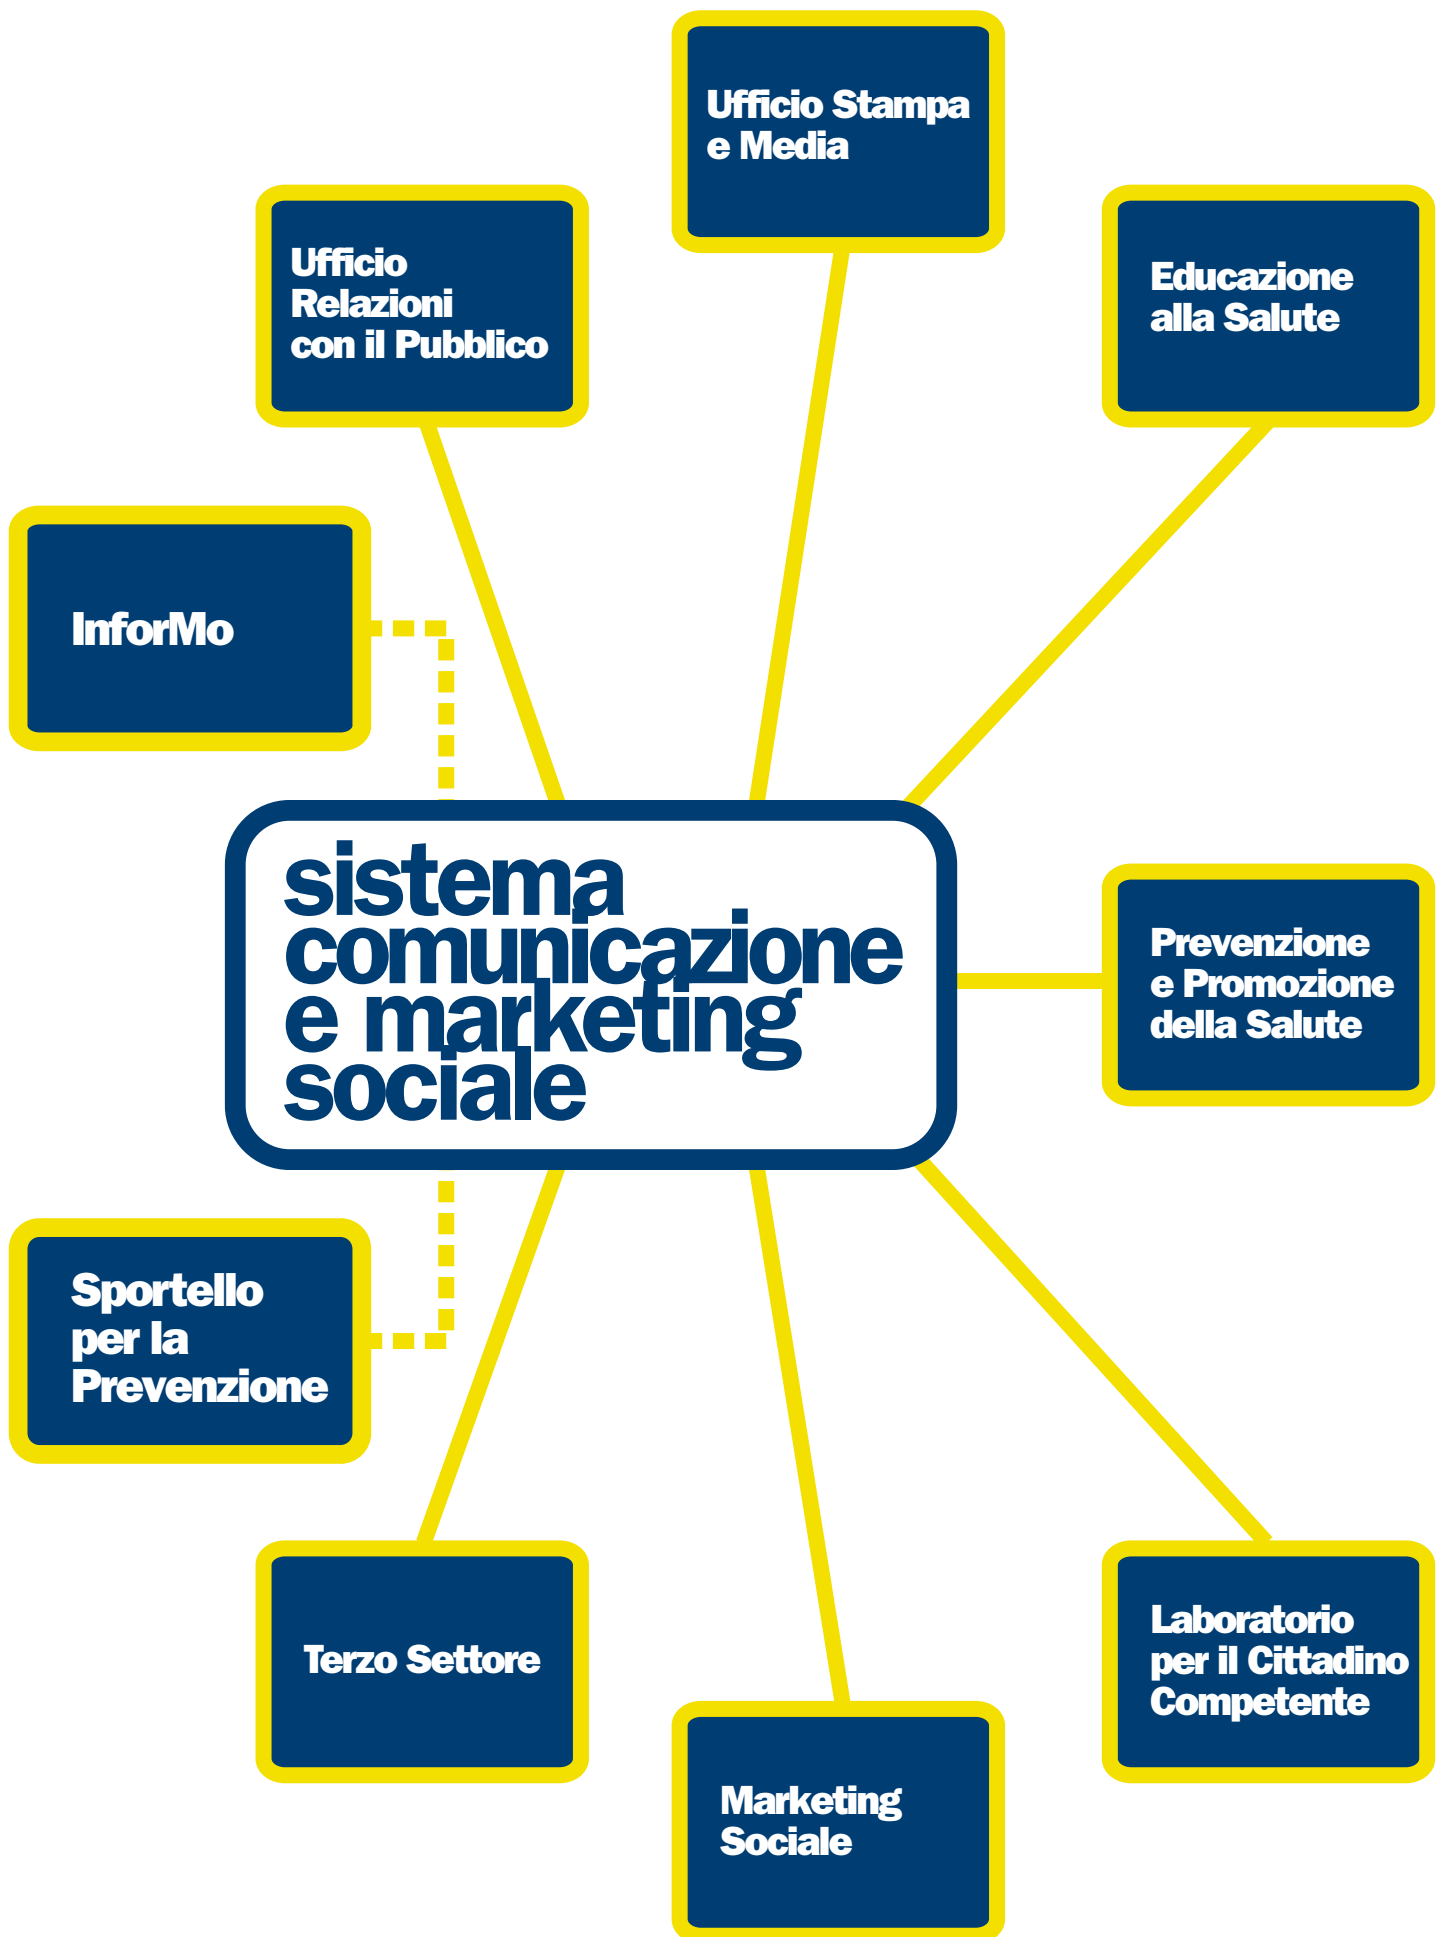 Ufficio Stampa
e Media
Ufficio
Relazioni
con il Pubblico
Educazione
alla Salute
InforMo
sistema
comunicazione
e marketing
sociale
Prevenzione
e Promozione
della Salute
Sportello
per la
Prevenzione
Terzo Settore
Laboratorio
per il Cittadino
Competente
Marketing
Sociale